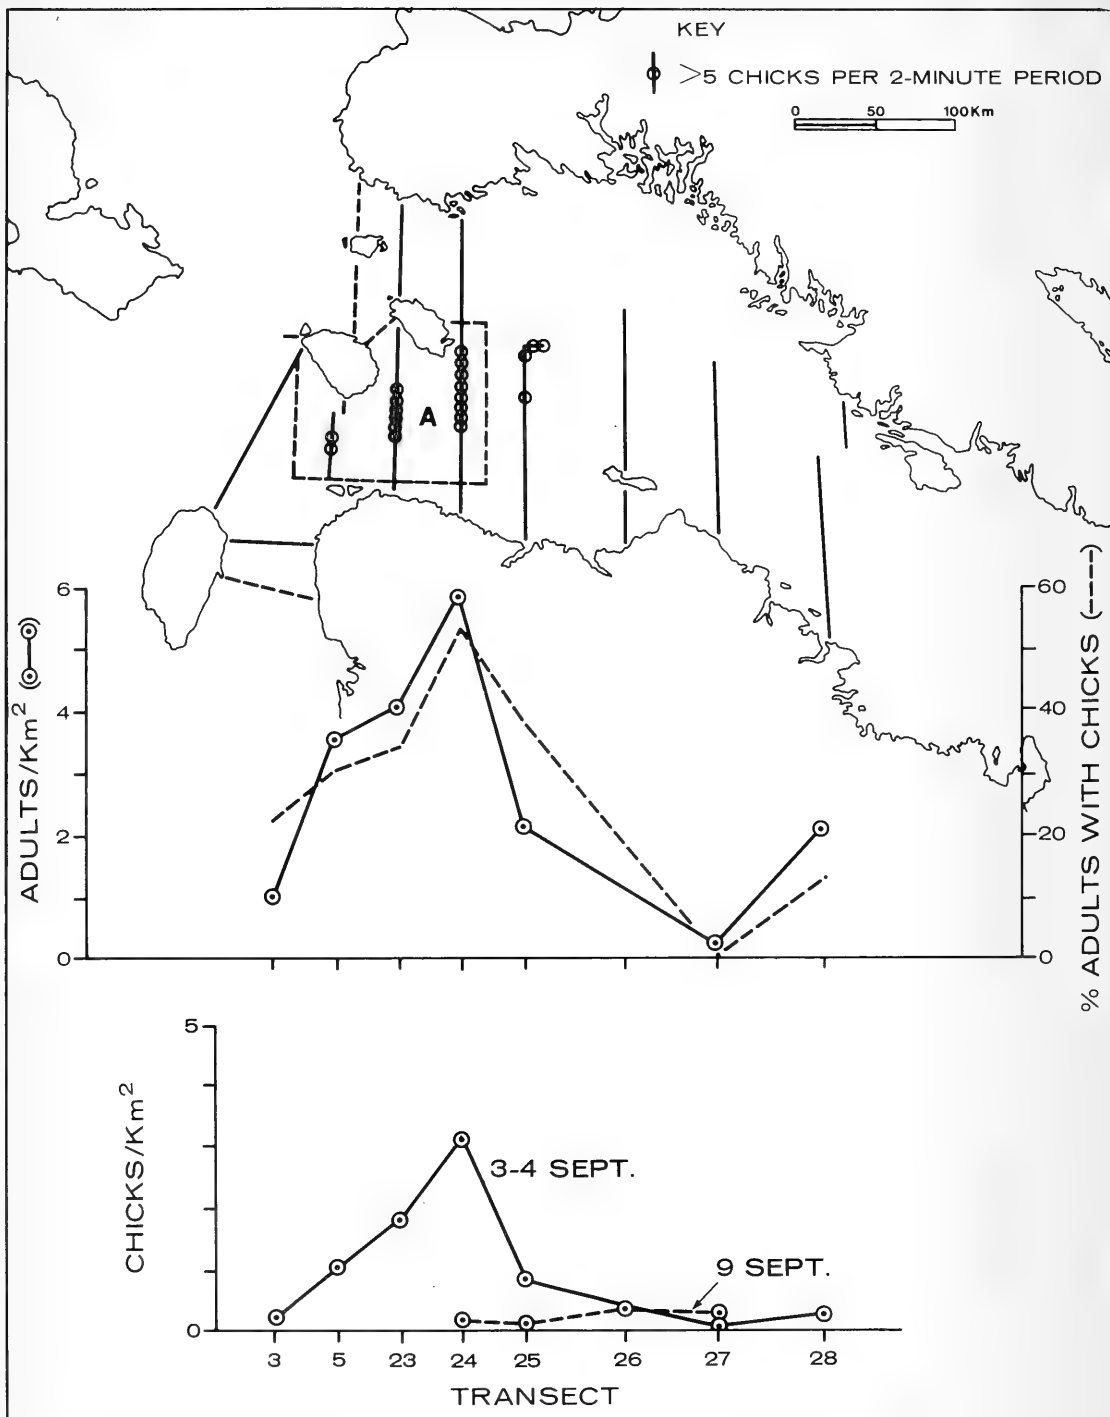 KEY
>5 CHICKS PER 2-MINUTE PERIOD
0 50 100Km
A
ADULTS/Km²
6
4
2
0
% ADULTS WITH CHICKS (----)
60
40
20
0
CHICKS/Km²
5
0
3-4 SEPT.
9 SEPT.
3 5 23 24 25 26 27 28
TRANSECT